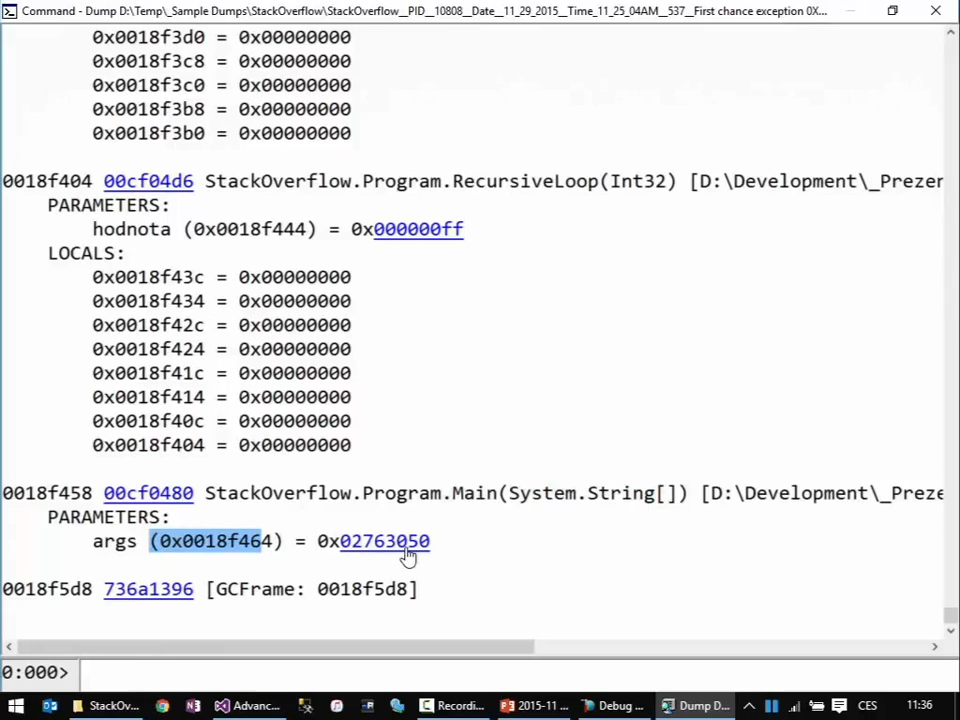 Command - Dump D:\Temp\_Sample Dumps\StackOverflow\StackOverflow__PID__10808__Date__11_29_2015__Time_11_25_04AM__537__First chance exception 0X...
0x0018f3d0 = 0x00000000
0x0018f3c8 = 0x00000000
0x0018f3c0 = 0x00000000
0x0018f3b8 = 0x00000000
0x0018f3b0 = 0x00000000
0018f404 00cf04d6 StackOverflow.Program.RecursiveLoop(Int32) [D:\Development\_Prezen
PARAMETERS:
hodnota (0x0018f444) = 0x000000ff
LOCALS:
0x0018f43c = 0x00000000
0x0018f434 = 0x00000000
0x0018f42c = 0x00000000
0x0018f424 = 0x00000000
0x0018f41c = 0x00000000
0x0018f414 = 0x00000000
0x0018f40c = 0x00000000
0x0018f404 = 0x00000000
0018f458 00cf0480 StackOverflow.Program.Main(System.String[]) [D:\Development\_Preze
PARAMETERS:
args (0x0018f464) = 0x02763050
0018f5d8 736a1396 [GCFrame: 0018f5d8]
0:000>
StackOv... Advanc... Recordi... 2015-11 ... Debug ... Dump D... CES 11:36